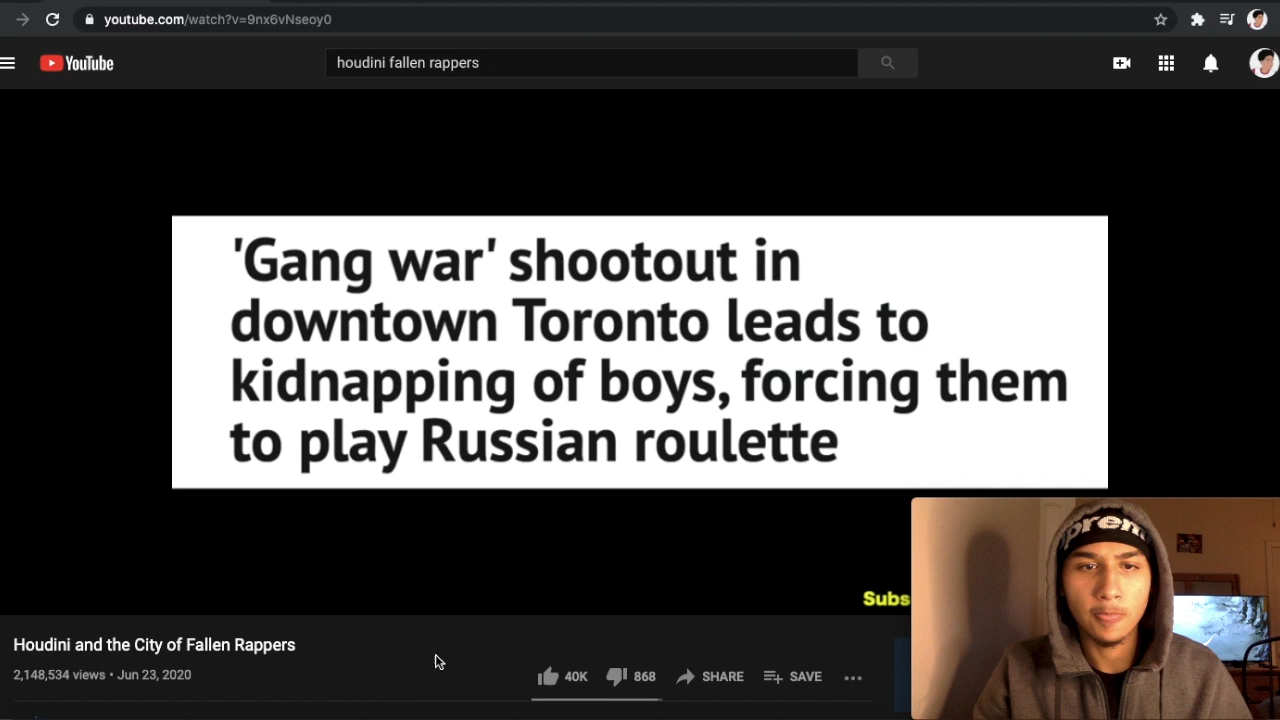 youtube.com/watch?v=9nx6vNseoy0
YouTube
houdini fallen rappers
'Gang war' shootout in
downtown Toronto leads to
kidnapping of boys, forcing them
to play Russian roulette
Subs
prem
Houdini and the City of Fallen Rappers
2,148,534 views • Jun 23, 2020
40K 868 SHARE SAVE